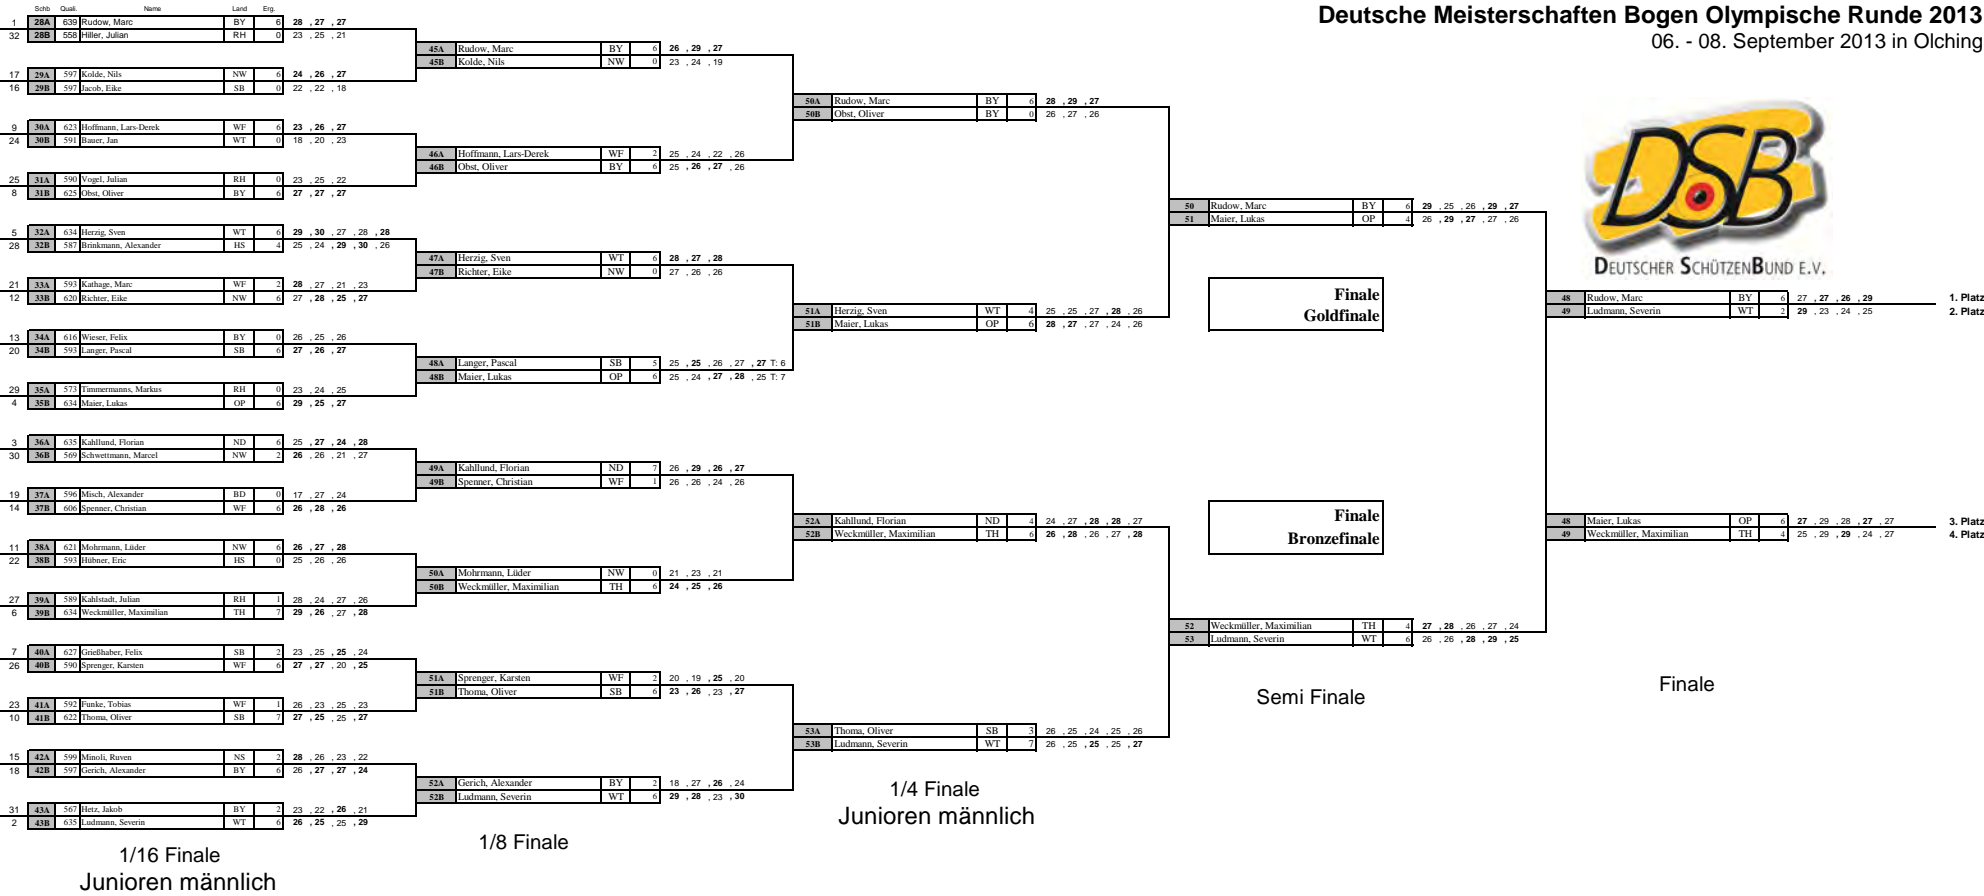 Deutsche Meisterschaften Bogen Olympische Runde 2013
06. - 08. September 2013 in Olching
DSB
DEUTSCHER SCHÜTZENBUND E.V.
Schb Quali. Name Land Erg.
1 28A 639 Rudow, Marc BY 6 28 , 27 , 27
32 28B 558 Hiller, Julian RH 0 23 , 25 , 21
17 29A 597 Kolde, Nils NW 6 24 , 26 , 27
16 29B 597 Jacob, Eike SB 0 22 , 22 , 18
9 30A 623 Hoffmann, Lars-Derek WF 6 23 , 26 , 27
24 30B 591 Bauer, Jan WT 0 18 , 20 , 23
25 31A 590 Vogel, Julian RH 0 23 , 25 , 22
8 31B 625 Obst, Oliver BY 6 27 , 27 , 27
5 32A 634 Herzig, Sven WT 6 29 , 30 , 27 , 28 , 28
28 32B 587 Brinkmann, Alexander HS 4 25 , 24 , 29 , 30 , 26
21 33A 593 Kathage, Marc WF 2 28 , 27 , 21 , 23
12 33B 620 Richter, Eike NW 6 27 , 28 , 25 , 27
13 34A 616 Wieser, Felix BY 0 26 , 25 , 26
20 34B 593 Langer, Pascal SB 6 27 , 26 , 27
29 35A 573 Timmermanns, Markus RH 0 23 , 24 , 25
4 35B 634 Maier, Lukas OP 6 29 , 25 , 27
3 36A 635 Kahllund, Florian ND 6 25 , 27 , 24 , 28
30 36B 569 Schwettmann, Marcel NW 2 26 , 26 , 21 , 27
19 37A 596 Misch, Alexander BD 0 17 , 27 , 24
14 37B 606 Spenner, Christian WF 6 26 , 28 , 26
11 38A 621 Mohrmann, Lüder NW 6 26 , 27 , 28
22 38B 593 Hübner, Eric HS 0 25 , 26 , 26
27 39A 589 Kahlstadt, Julian RH 1 28 , 24 , 27 , 26
6 39B 634 Weckmüller, Maximilian TH 7 29 , 26 , 27 , 28
7 40A 627 Grießhaber, Felix SB 2 23 , 25 , 25 , 24
26 40B 590 Sprenger, Karsten WF 6 27 , 27 , 20 , 25
23 41A 592 Funke, Tobias WF 1 26 , 23 , 25 , 23
10 41B 622 Thoma, Oliver SB 7 27 , 25 , 25 , 27
15 42A 599 Minoli, Ruven NS 2 28 , 26 , 23 , 22
18 42B 597 Gerich, Alexander BY 6 26 , 27 , 27 , 24
31 43A 567 Hetz, Jakob BY 2 23 , 22 , 26 , 21
2 43B 635 Ludmann, Severin WT 6 26 , 25 , 25 , 29
1/16 Finale
Junioren männlich
45A Rudow, Marc BY 6 26 , 29 , 27
45B Kolde, Nils NW 0 23 , 24 , 19
46A Hoffmann, Lars-Derek WF 2 25 , 24 , 22 , 26
46B Obst, Oliver BY 6 25 , 26 , 27 , 26
47A Herzig, Sven WT 6 28 , 27 , 28
47B Richter, Eike NW 0 27 , 26 , 26
48A Langer, Pascal SB 5 25 , 25 , 26 , 27 , 27 T: 6
48B Maier, Lukas OP 6 25 , 24 , 27 , 28 , 25 T: 7
49A Kahllund, Florian ND 7 26 , 29 , 26 , 27
49B Spenner, Christian WF 1 26 , 26 , 24 , 26
50A Mohrmann, Lüder NW 0 21 , 23 , 21
50B Weckmüller, Maximilian TH 6 24 , 25 , 26
51A Sprenger, Karsten WF 2 20 , 19 , 25 , 20
51B Thoma, Oliver SB 6 23 , 26 , 23 , 27
52A Gerich, Alexander BY 2 18 , 27 , 26 , 24
52B Ludmann, Severin WT 6 29 , 28 , 23 , 30
1/8 Finale
50A Rudow, Marc BY 6 28 , 29 , 27
50B Obst, Oliver BY 0 26 , 27 , 26
51A Herzig, Sven WT 4 25 , 25 , 27 , 28 , 26
51B Maier, Lukas OP 6 28 , 27 , 27 , 24 , 26
52A Kahllund, Florian ND 4 24 , 27 , 28 , 28 , 27
52B Weckmüller, Maximilian TH 6 26 , 28 , 26 , 27 , 28
53A Thoma, Oliver SB 3 26 , 25 , 24 , 25 , 26
53B Ludmann, Severin WT 7 26 , 25 , 25 , 25 , 27
1/4 Finale
Junioren männlich
50 Rudow, Marc BY 6 29 , 25 , 26 , 29 , 27
51 Maier, Lukas OP 4 26 , 29 , 27 , 27 , 26
Finale
Goldfinale
Finale
Bronzefinale
52 Weckmüller, Maximilian TH 4 27 , 28 , 26 , 27 , 24
53 Ludmann, Severin WT 6 26 , 26 , 28 , 29 , 25
Semi Finale
48 Rudow, Marc BY 6 27 , 27 , 26 , 29 1. Platz
49 Ludmann, Severin WT 2 29 , 23 , 24 , 25 2. Platz
48 Maier, Lukas OP 6 27 , 29 , 28 , 27 , 27 3. Platz
49 Weckmüller, Maximilian TH 4 25 , 29 , 29 , 24 , 27 4. Platz
Finale